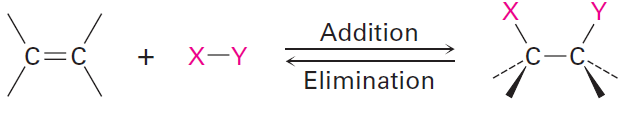 C=C + X—Y Addition X Y
Elimination C—C